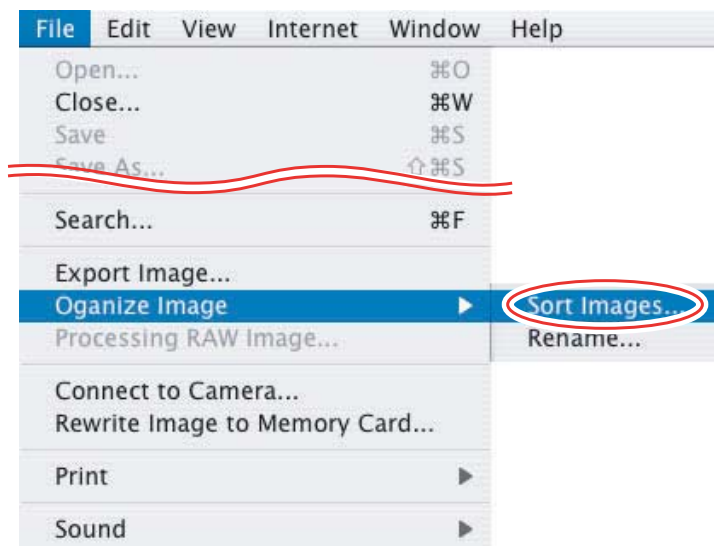 File Edit View Internet Window Help
Open... ⌘O
Close... ⌘W
Save ⌘S
Save As... ⇧⌘S
Search... ⌘F
Export Image...
Oganize Image ▶ Sort Images...
Processing RAW Image... Rename...
Connect to Camera...
Rewrite Image to Memory Card...
Print ▶
Sound ▶